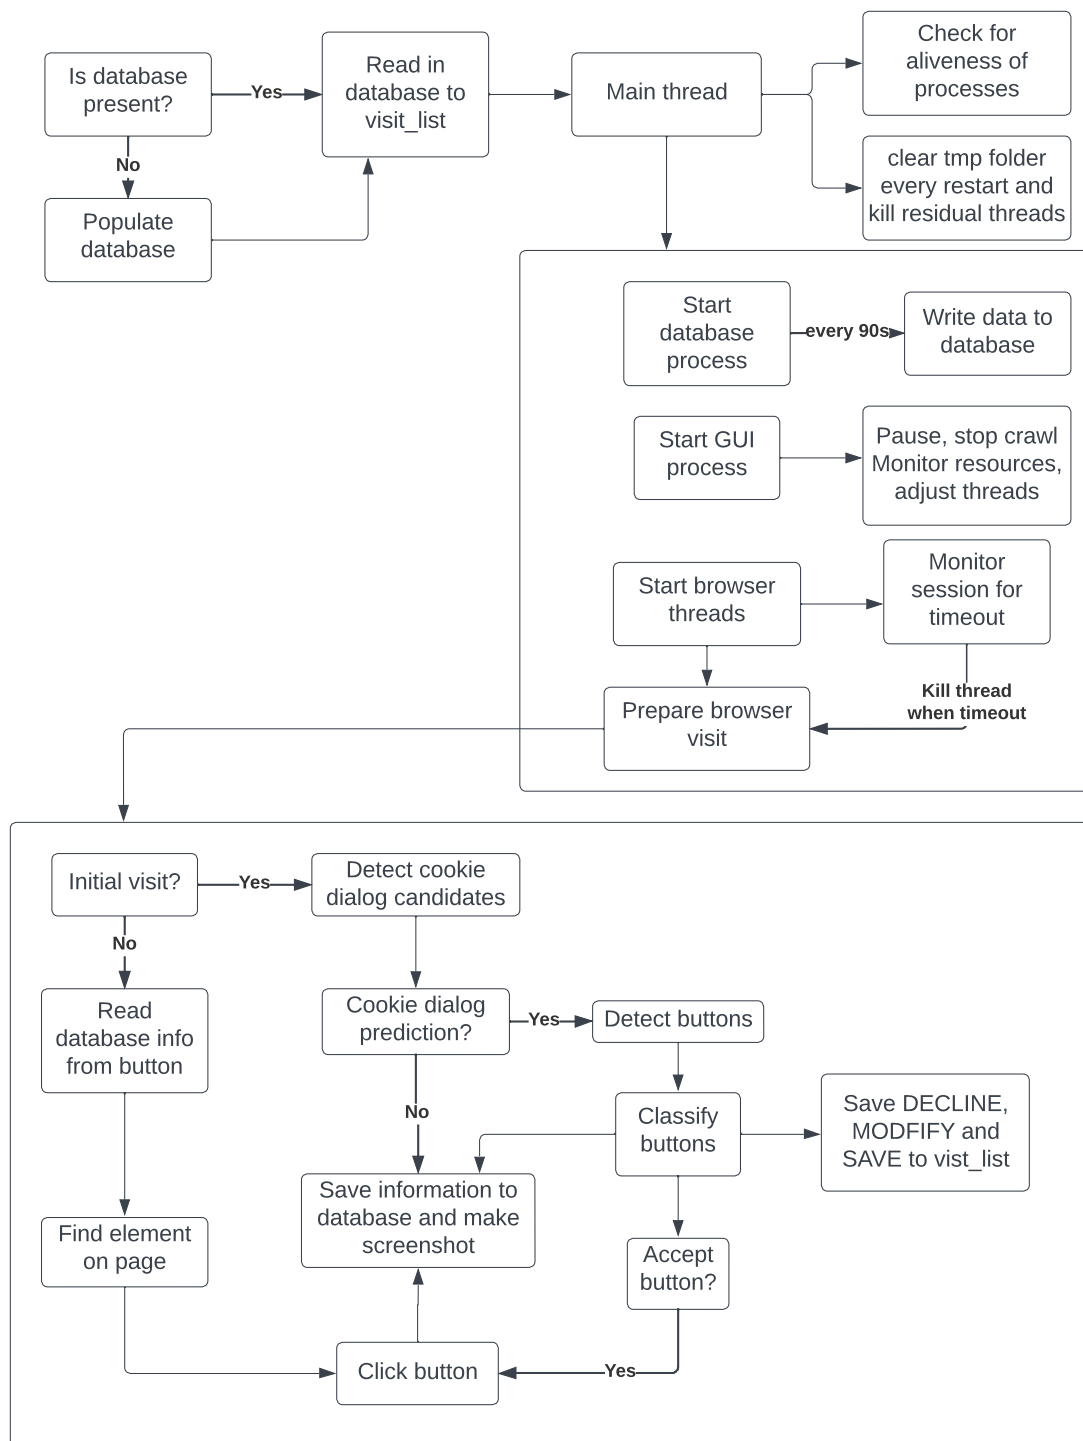 Is database
present?
Yes
Read in
database to
visit_list
Main thread
Check for
aliveness of
processes
No
clear tmp folder
every restart and
kill residual threads
Populate
database
Start
database
process
every 90s
Write data to
database
Start GUI
process
Pause, stop crawl
Monitor resources,
adjust threads
Start browser
threads
Monitor
session for
timeout
Kill thread
when timeout
Prepare browser
visit
Initial visit?
Yes
Detect cookie
dialog candidates
No
Read
database info
from button
Cookie dialog
prediction?
Yes
Detect buttons
No
Classify
buttons
Save DECLINE,
MODFIFY and
SAVE to vist_list
Save information to
database and make
screenshot
Find element
on page
Accept
button?
Click button
Yes